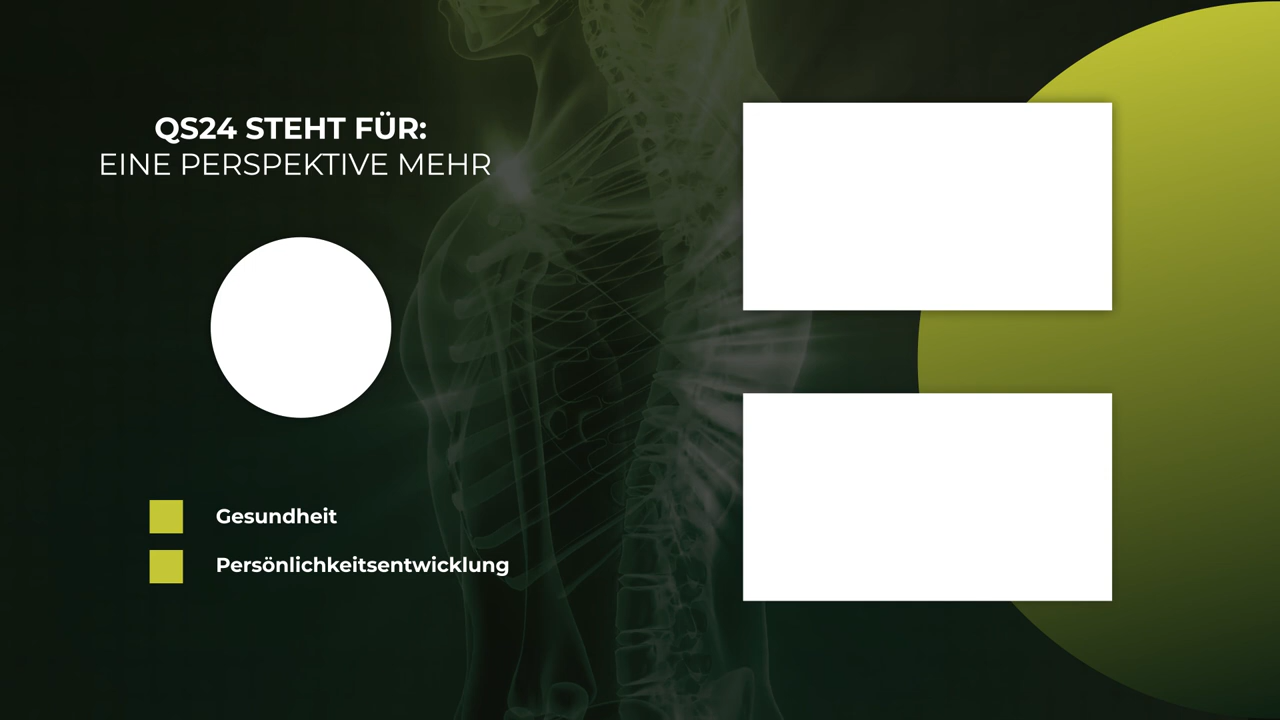 QS24 STEHT FÜR:
EINE PERSPEKTIVE MEHR
Gesundheit
Persönlichkeitsentwicklung